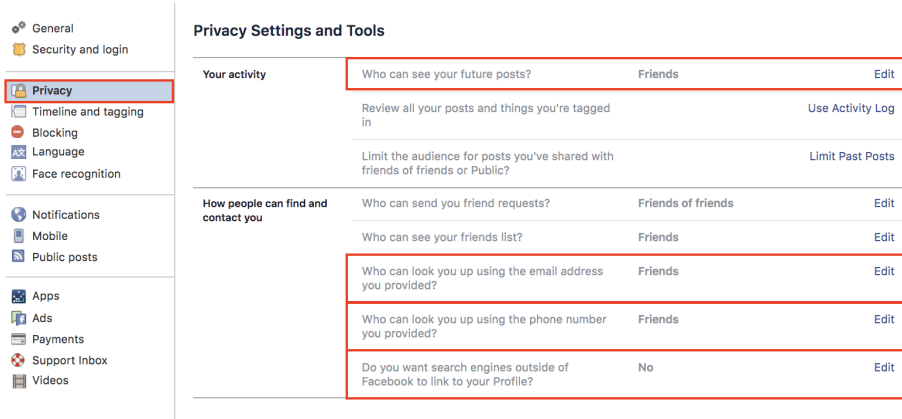 General
Security and login
Privacy
Timeline and tagging
Blocking
Language
Face recognition
Notifications
Mobile
Public posts
Apps
Ads
Payments
Support Inbox
Videos
Privacy Settings and Tools
Your activity
Who can see your future posts? Friends Edit
Review all your posts and things you're tagged
in
Use Activity Log
Limit the audience for posts you've shared with
friends of friends or Public?
Limit Past Posts
How people can find and
contact you
Who can send you friend requests? Friends of friends Edit
Who can see your friends list? Friends Edit
Who can look you up using the email address
you provided?
Friends Edit
Who can look you up using the phone number
you provided?
Friends Edit
Do you want search engines outside of
Facebook to link to your Profile?
No Edit